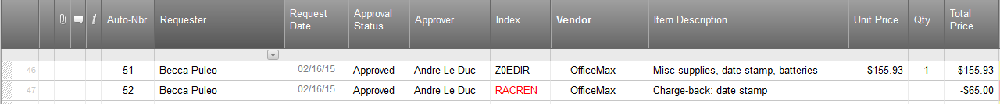 Auto-Nbr Requester Request Date Approval Status Approver Index Vendor Item Description Unit Price Qty Total Price
46 51 Becca Puleo 02/16/15 Approved Andre Le Duc Z0EDIR OfficeMax Misc supplies, date stamp, batteries $155.93 1 $155.93
47 52 Becca Puleo 02/16/15 Approved Andre Le Duc RACREN OfficeMax Charge-back: date stamp -$65.00